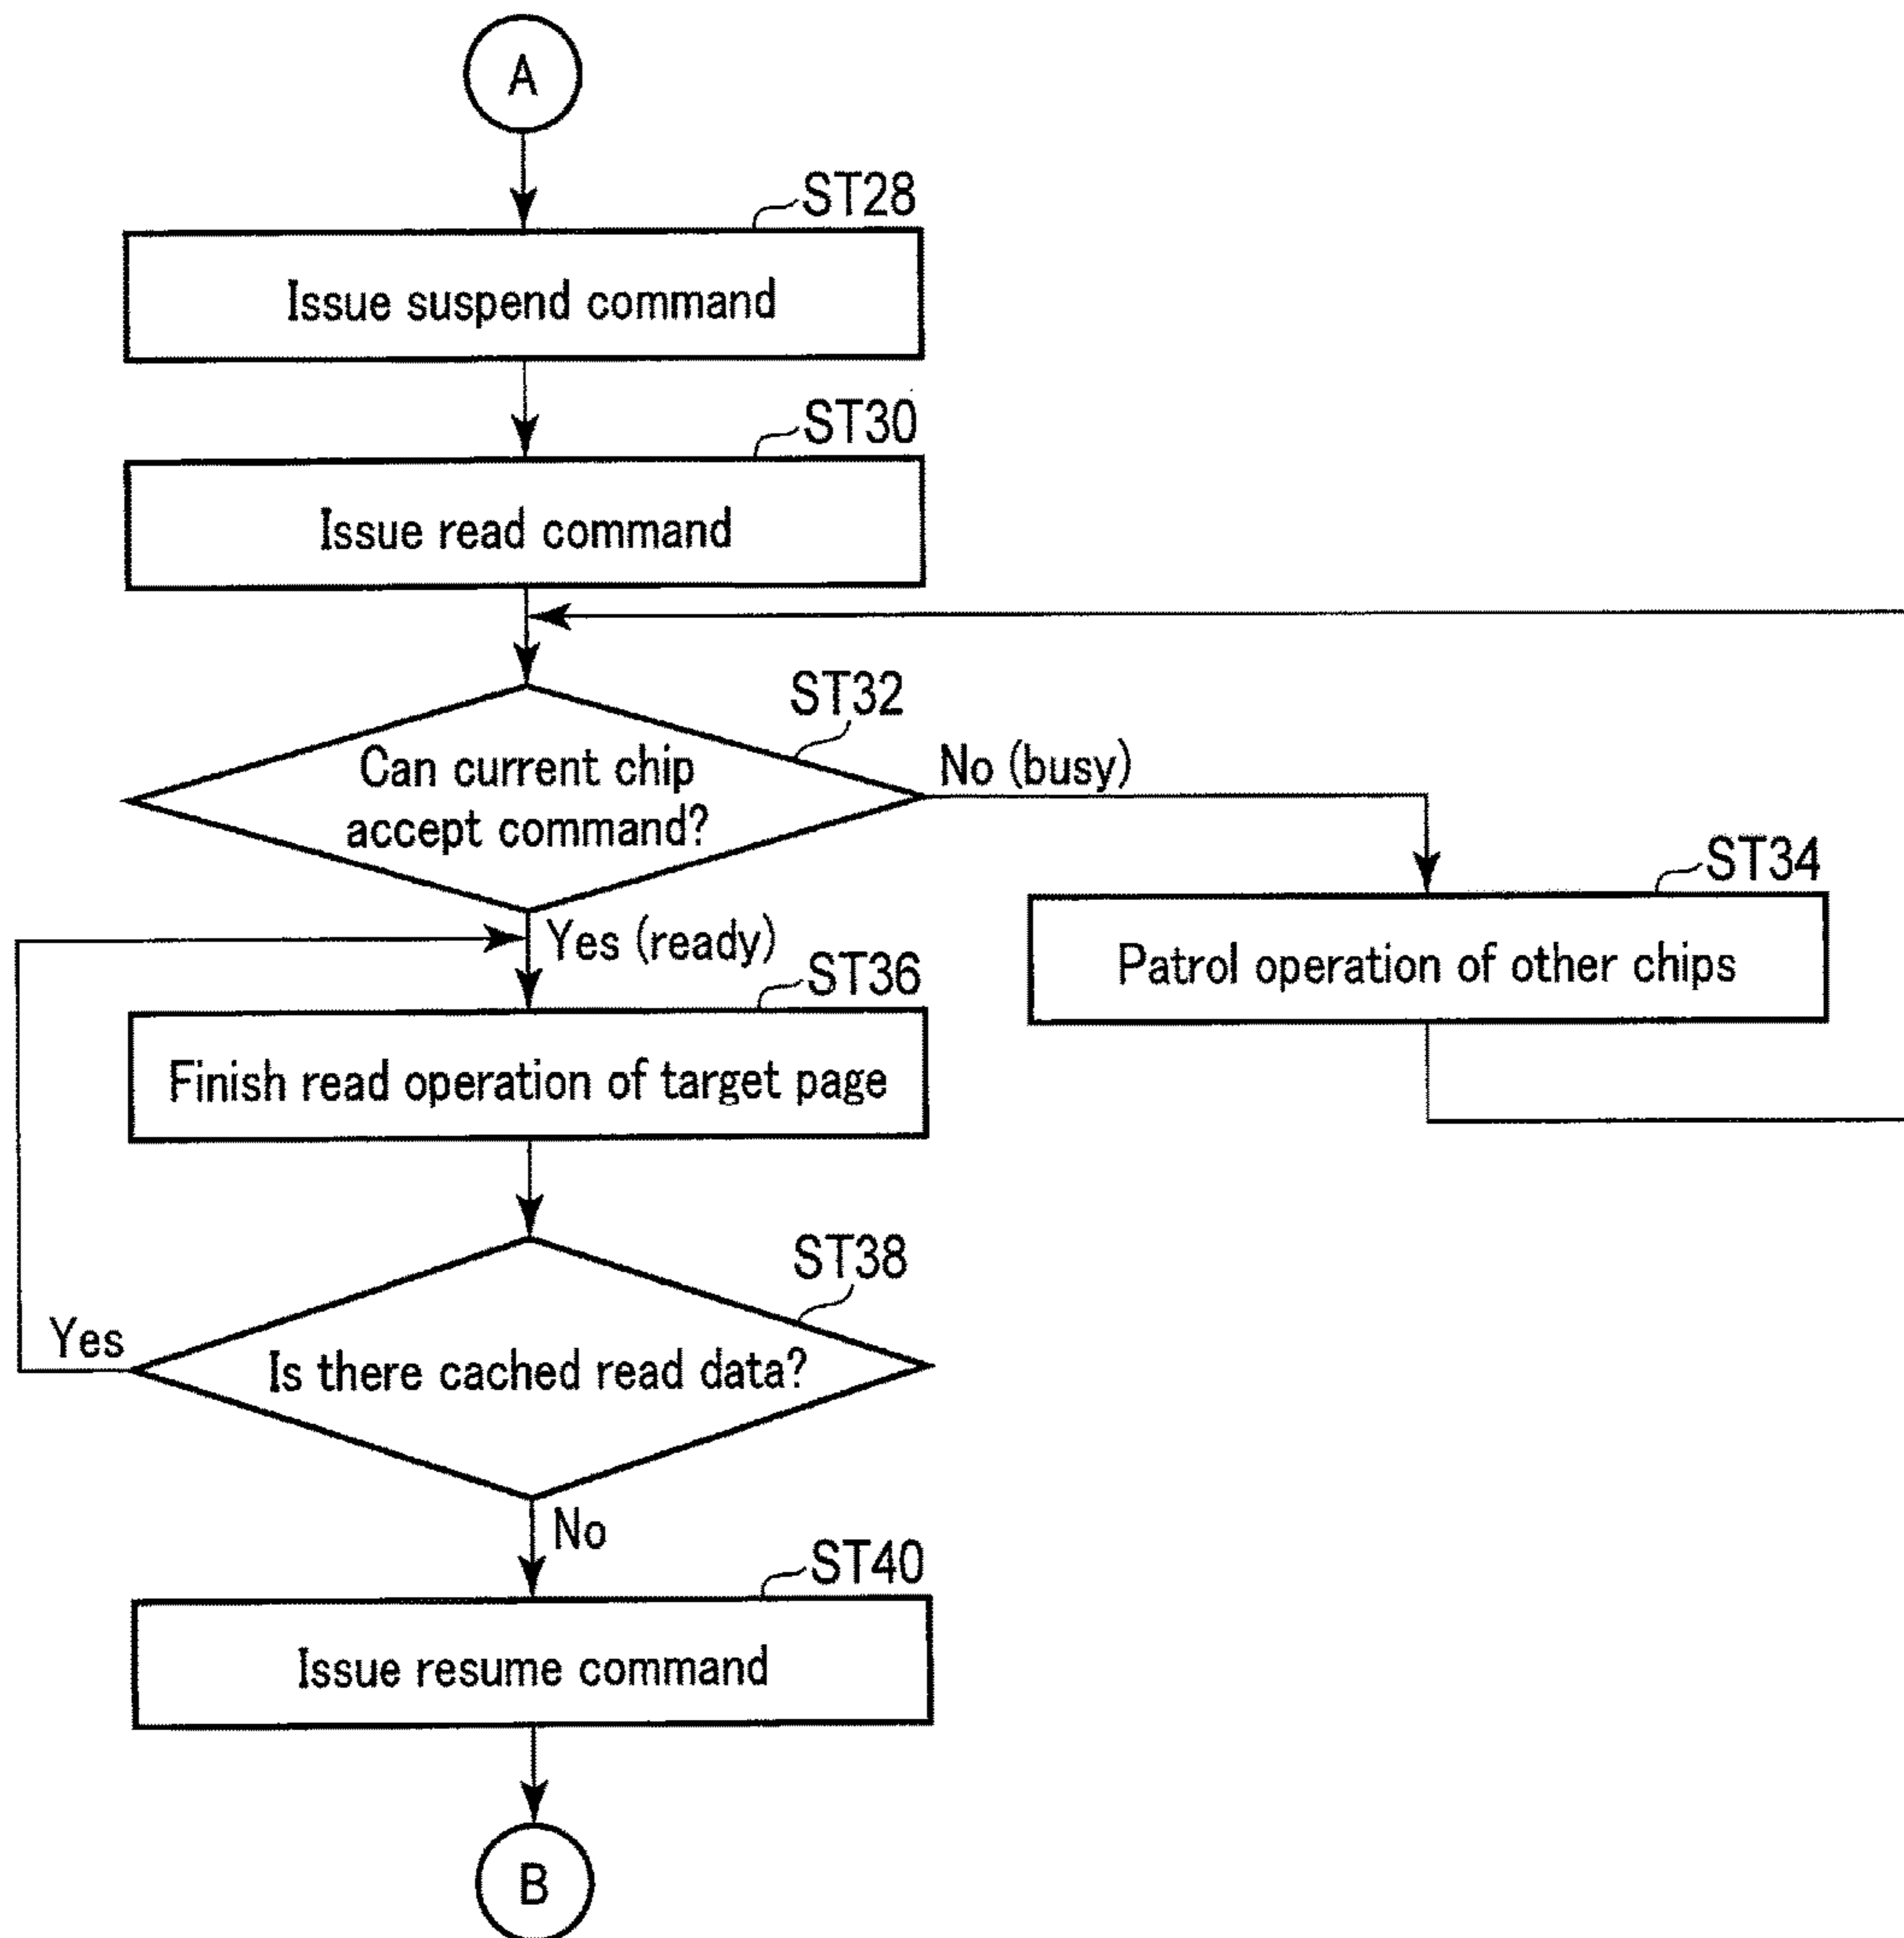 A
ST28
Issue suspend command
ST30
Issue read command
ST32
Can current chip
accept command?
No (busy)
ST34
Patrol operation of other chips
Yes (ready)
ST36
Finish read operation of target page
ST38
Is there cached read data?
Yes
No
ST40
Issue resume command
B